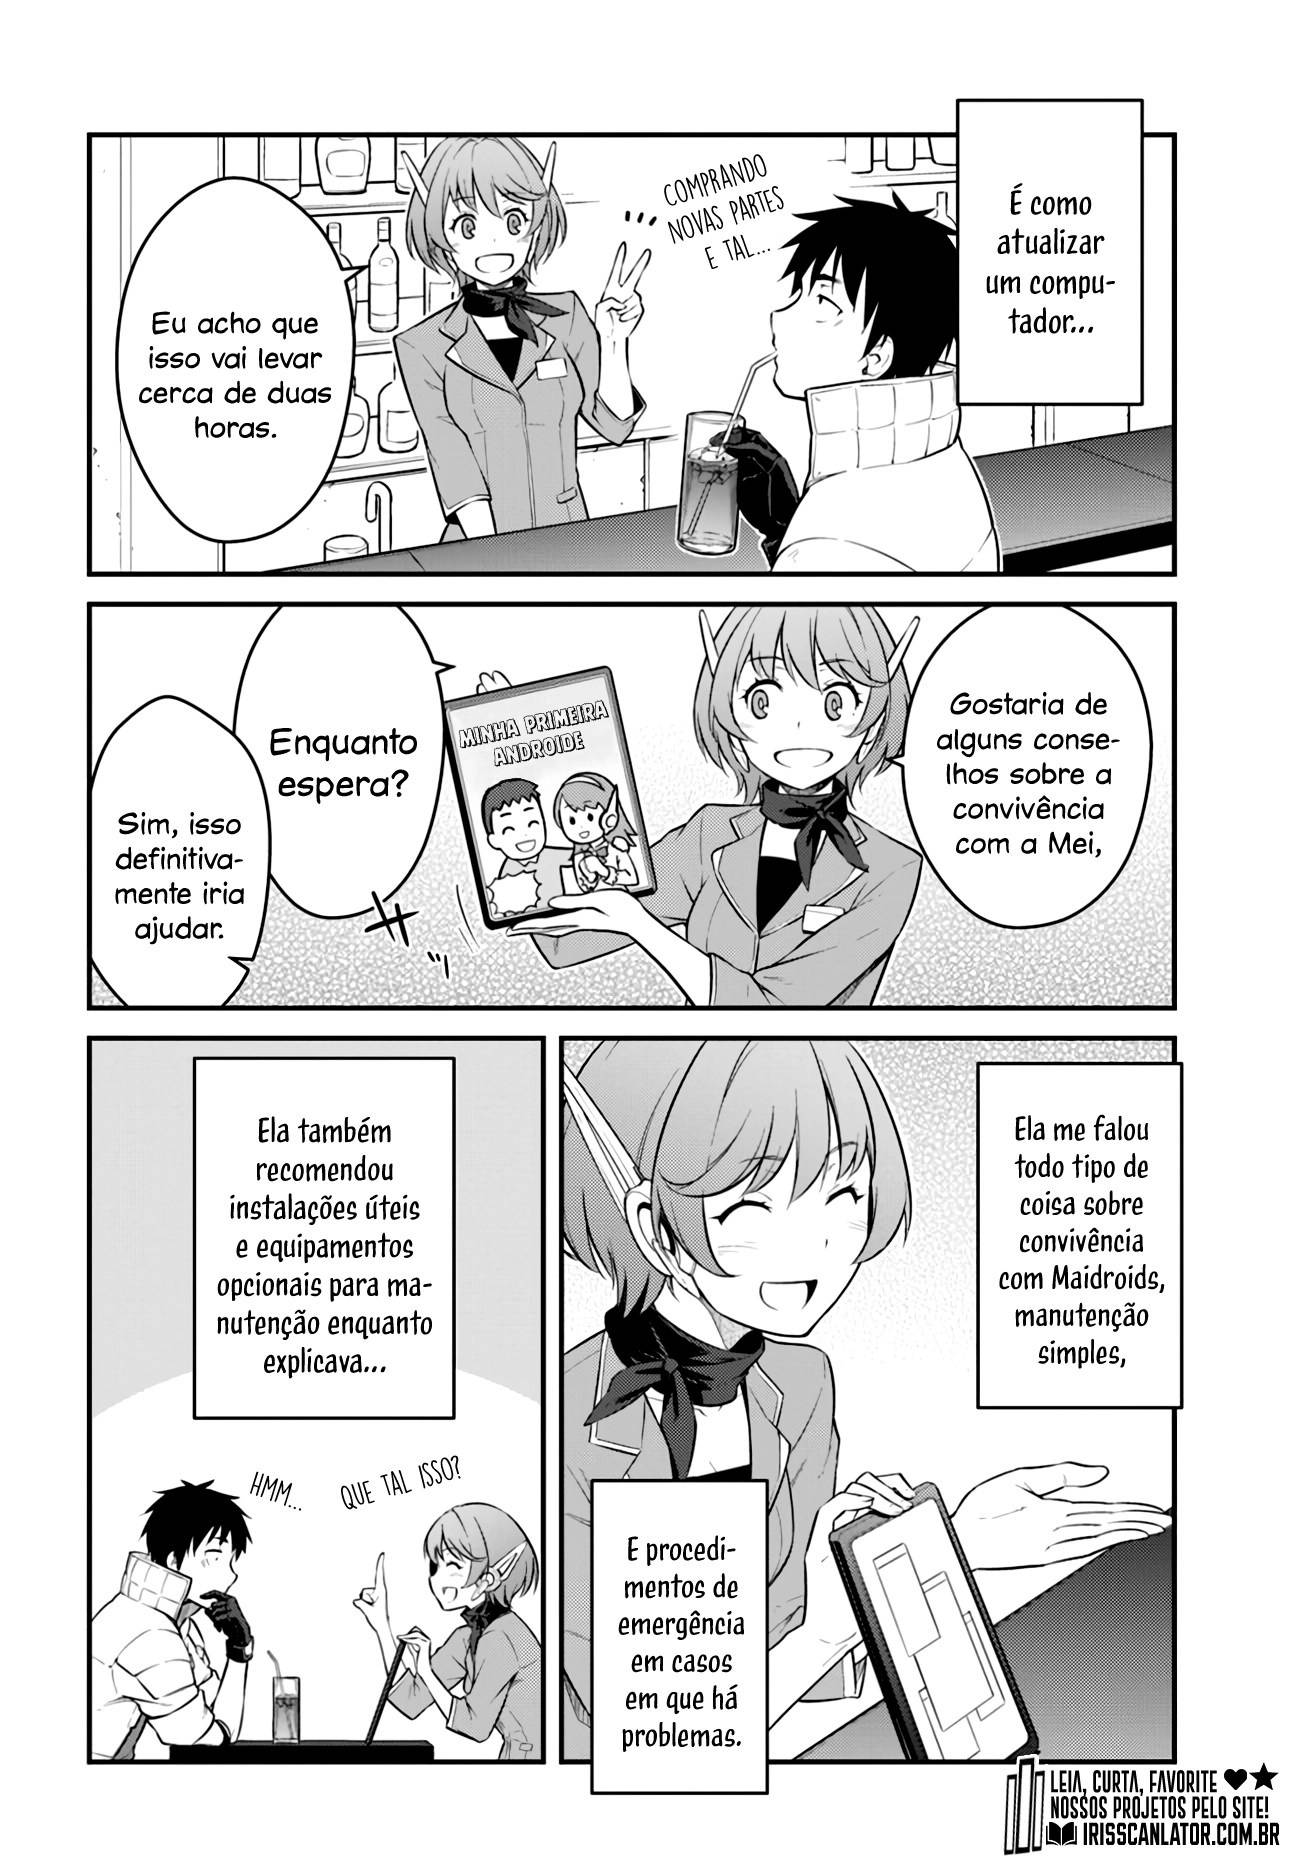 É como
atualizar
um compu-
tador...
COMPRANDO
NOVAS PARTES
E TAL...
Eu acho que
isso vai levar
cerca de duas
horas.
Gostaria de
alguns conse-
lhos sobre a
convivência
com a Mei,
MINHA PRIMEIRA
ANDROIDE
Enquanto
espera?
Sim, isso
definitiva-
mente iria
ajudar.
Ela me falou
todo tipo de
coisa sobre
convivência
com Maidroids,
manutenção
simples,
E procedi-
mentos de
emergência
em casos
em que há
problemas.
Ela também
recomendou
instalações úteis
e equipamentos
opcionais para ma-
nutenção enquanto
explicava...
QUE TAL ISSO?
HMM...
LEIA, CURTA, FAVORITE
NOSSOS PROJETOS PELO SITE!
IRISSCANLATOR.COM.BR